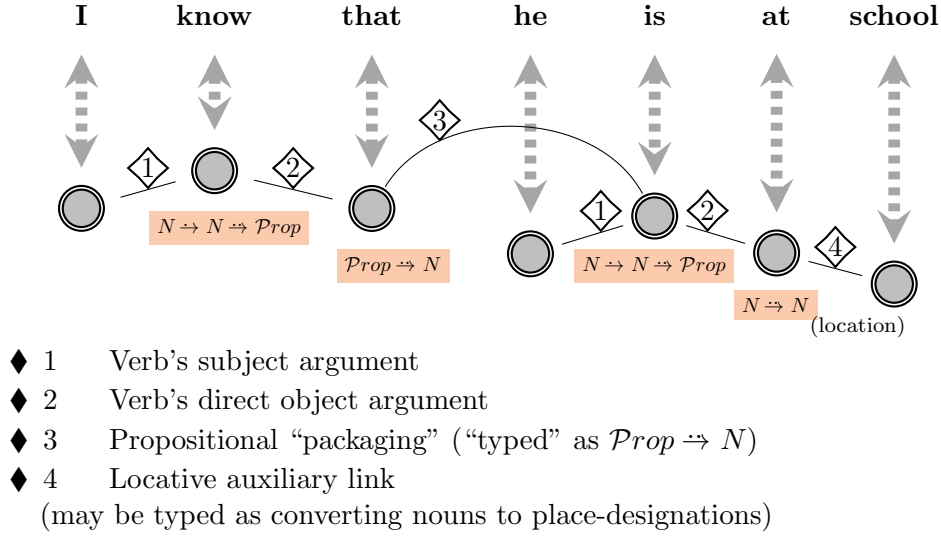 I know that he is at school
1 2 3 1 2 4
N → N ⇢ 𝒫rop
𝒫rop ⇢ N
N → N ⇢ 𝒫rop
N ⇢ N
(location)
♦ 1 Verb's subject argument
♦ 2 Verb's direct object argument
♦ 3 Propositional “packaging” (“typed” as 𝒫rop ⇢ N)
♦ 4 Locative auxiliary link
(may be typed as converting nouns to place-designations)